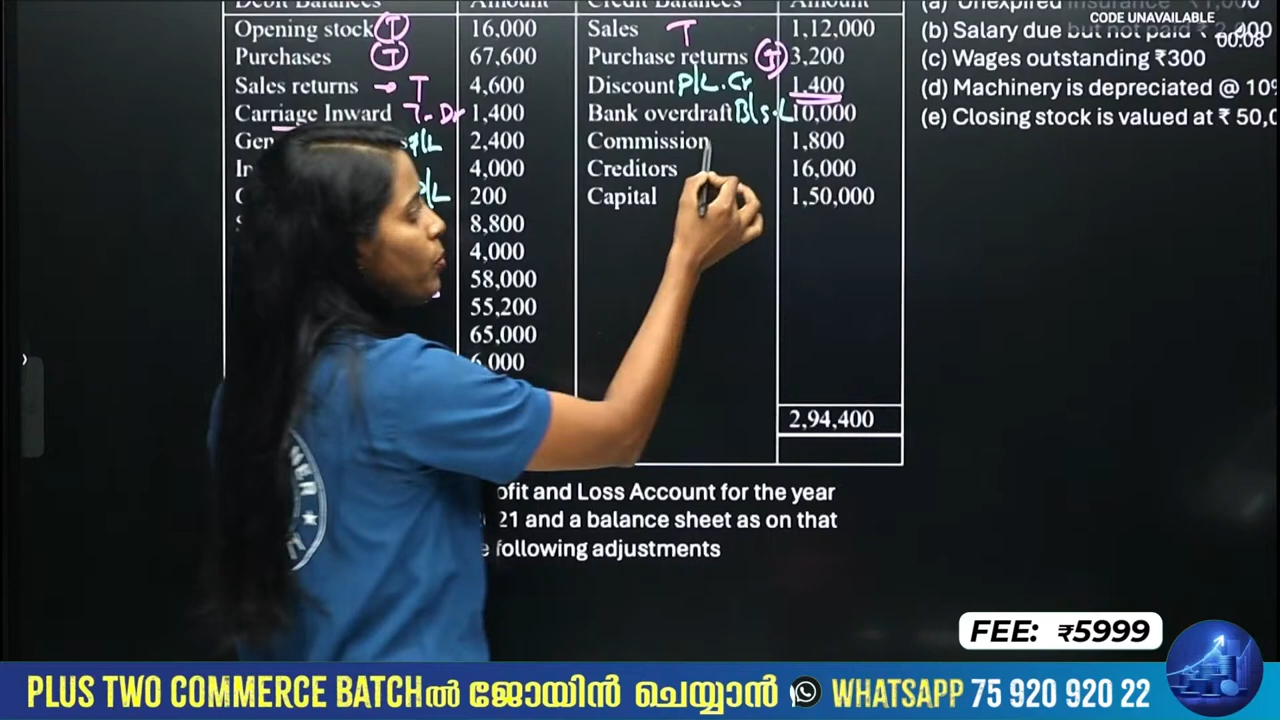 Debit Balances Amount Credit Balances Amount
Opening stock T 16,000 Sales T 1,12,000
Purchases T 67,600 Purchase returns T 3,200
Sales returns → T 4,600 Discount P/L.Cr 1,400
Carriage Inward T-Dr 1,400 Bank overdraft B/S.L 10,000
2,400 Commission 1,800
4,000 Creditors 16,000
P/L 200 Capital 1,50,000
8,800
4,000
58,000
55,200
65,000
6,000
2,94,400
(a) Unexpired insurance ₹1,000
CODE UNAVAILABLE
(b) Salary due but not paid ₹
00:08
(c) Wages outstanding ₹300
(d) Machinery is depreciated @ 10%
(e) Closing stock is valued at ₹ 50,
ofit and Loss Account for the year
21 and a balance sheet as on that
following adjustments
FEE: ₹5999
PLUS TWO COMMERCE BATCHൽ ജോയിൻ ചെയ്യാൻ WHATSAPP 75 920 920 22